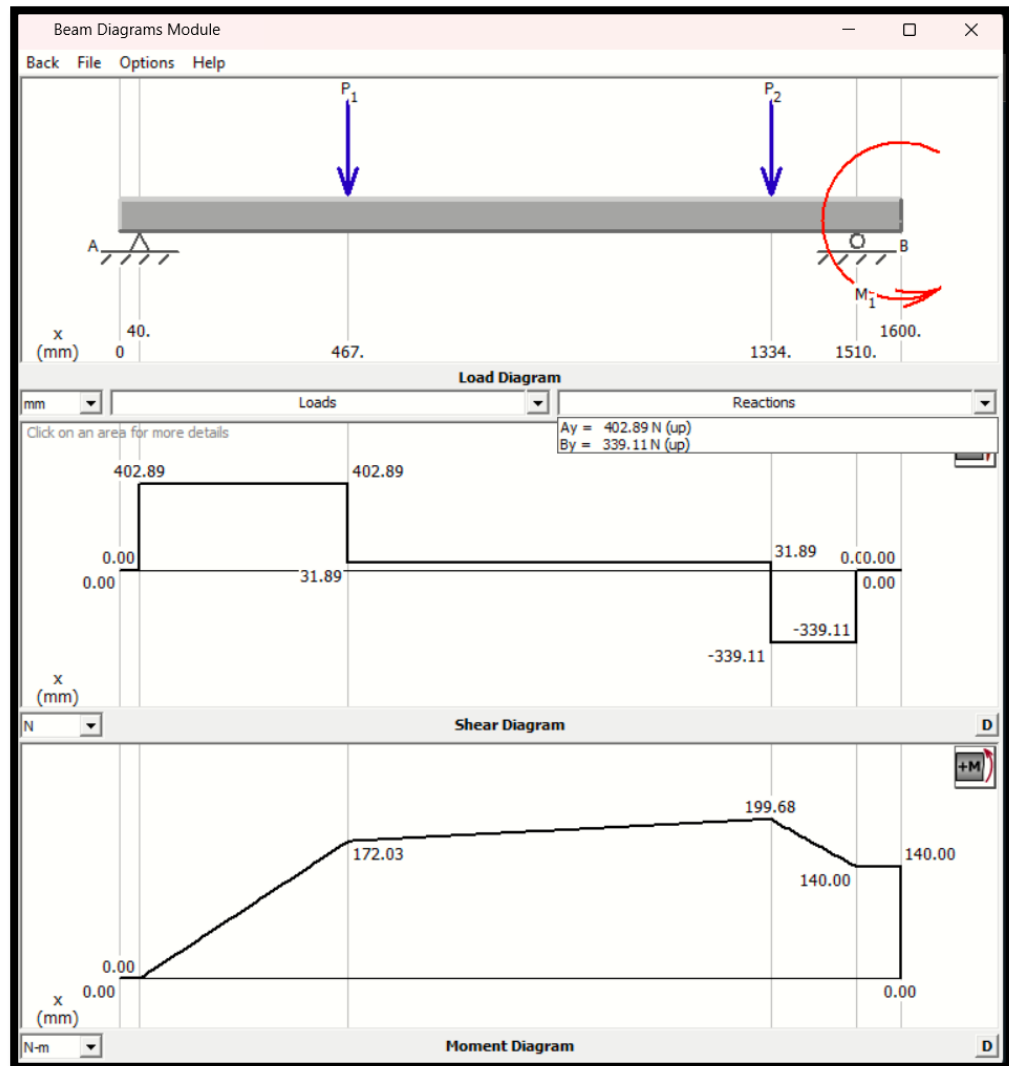 Beam Diagrams Module
Back File Options Help
P1 P2
A B
M1
x 40. 1600.
(mm) 0 467. 1334. 1510.
Load Diagram
mm Loads Reactions
Click on an area for more details Ay = 402.89 N (up)
By = 339.11 N (up)
402.89 402.89
0.00 31.89 0.00 0.00
0.00 31.89 0.00
-339.11
-339.11
x
(mm)
N Shear Diagram D
+M
199.68
172.03 140.00
140.00
0.00
x 0.00 0.00
(mm)
N-m Moment Diagram D